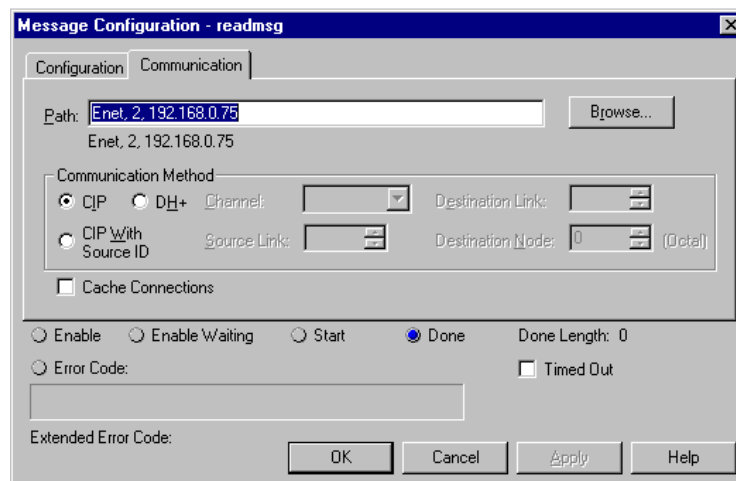 Message Configuration - readmsg
Configuration Communication
Path: Enet, 2, 192.168.0.75 Browse...
Enet, 2, 192.168.0.75
Communication Method
CIP DH+ Channel: Destination Link:
CIP With Source ID Source Link: Destination Node: 0 (Octal)
Cache Connections
Enable Enable Waiting Start Done Done Length: 0
Error Code: Timed Out
Extended Error Code:
OK Cancel Apply Help